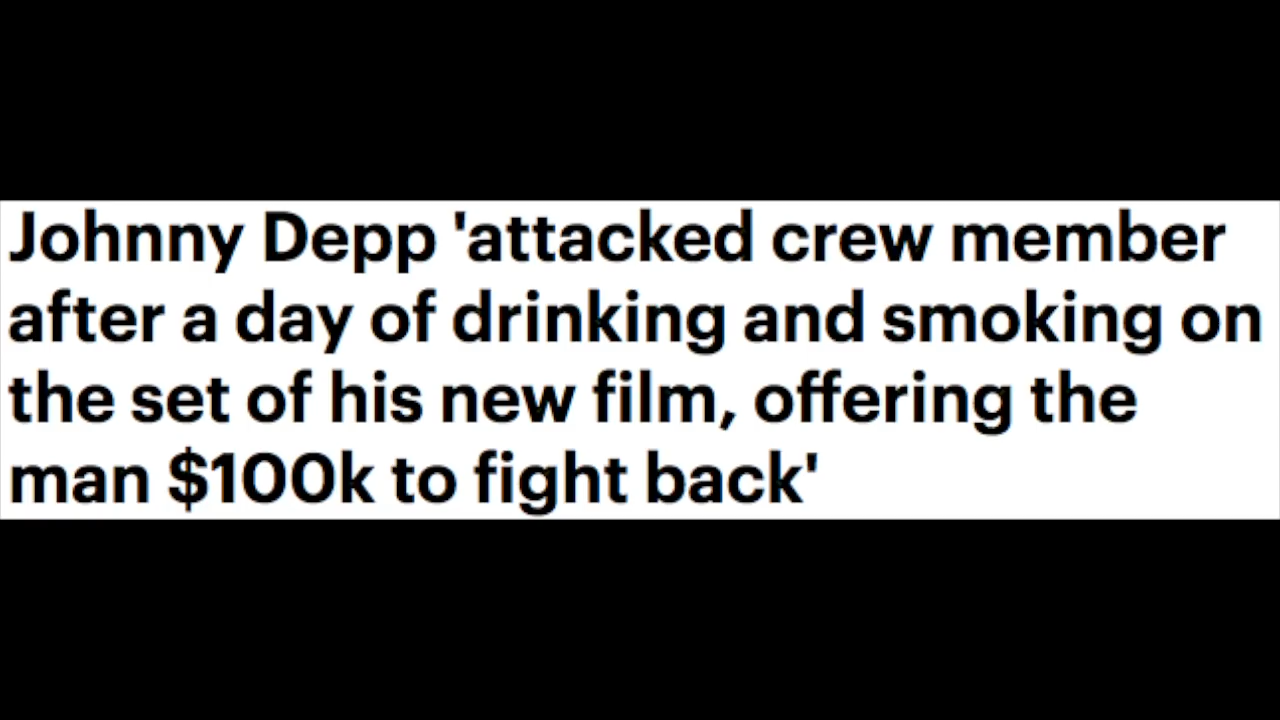 Johnny Depp 'attacked crew member
after a day of drinking and smoking on
the set of his new film, offering the
man $100k to fight back'